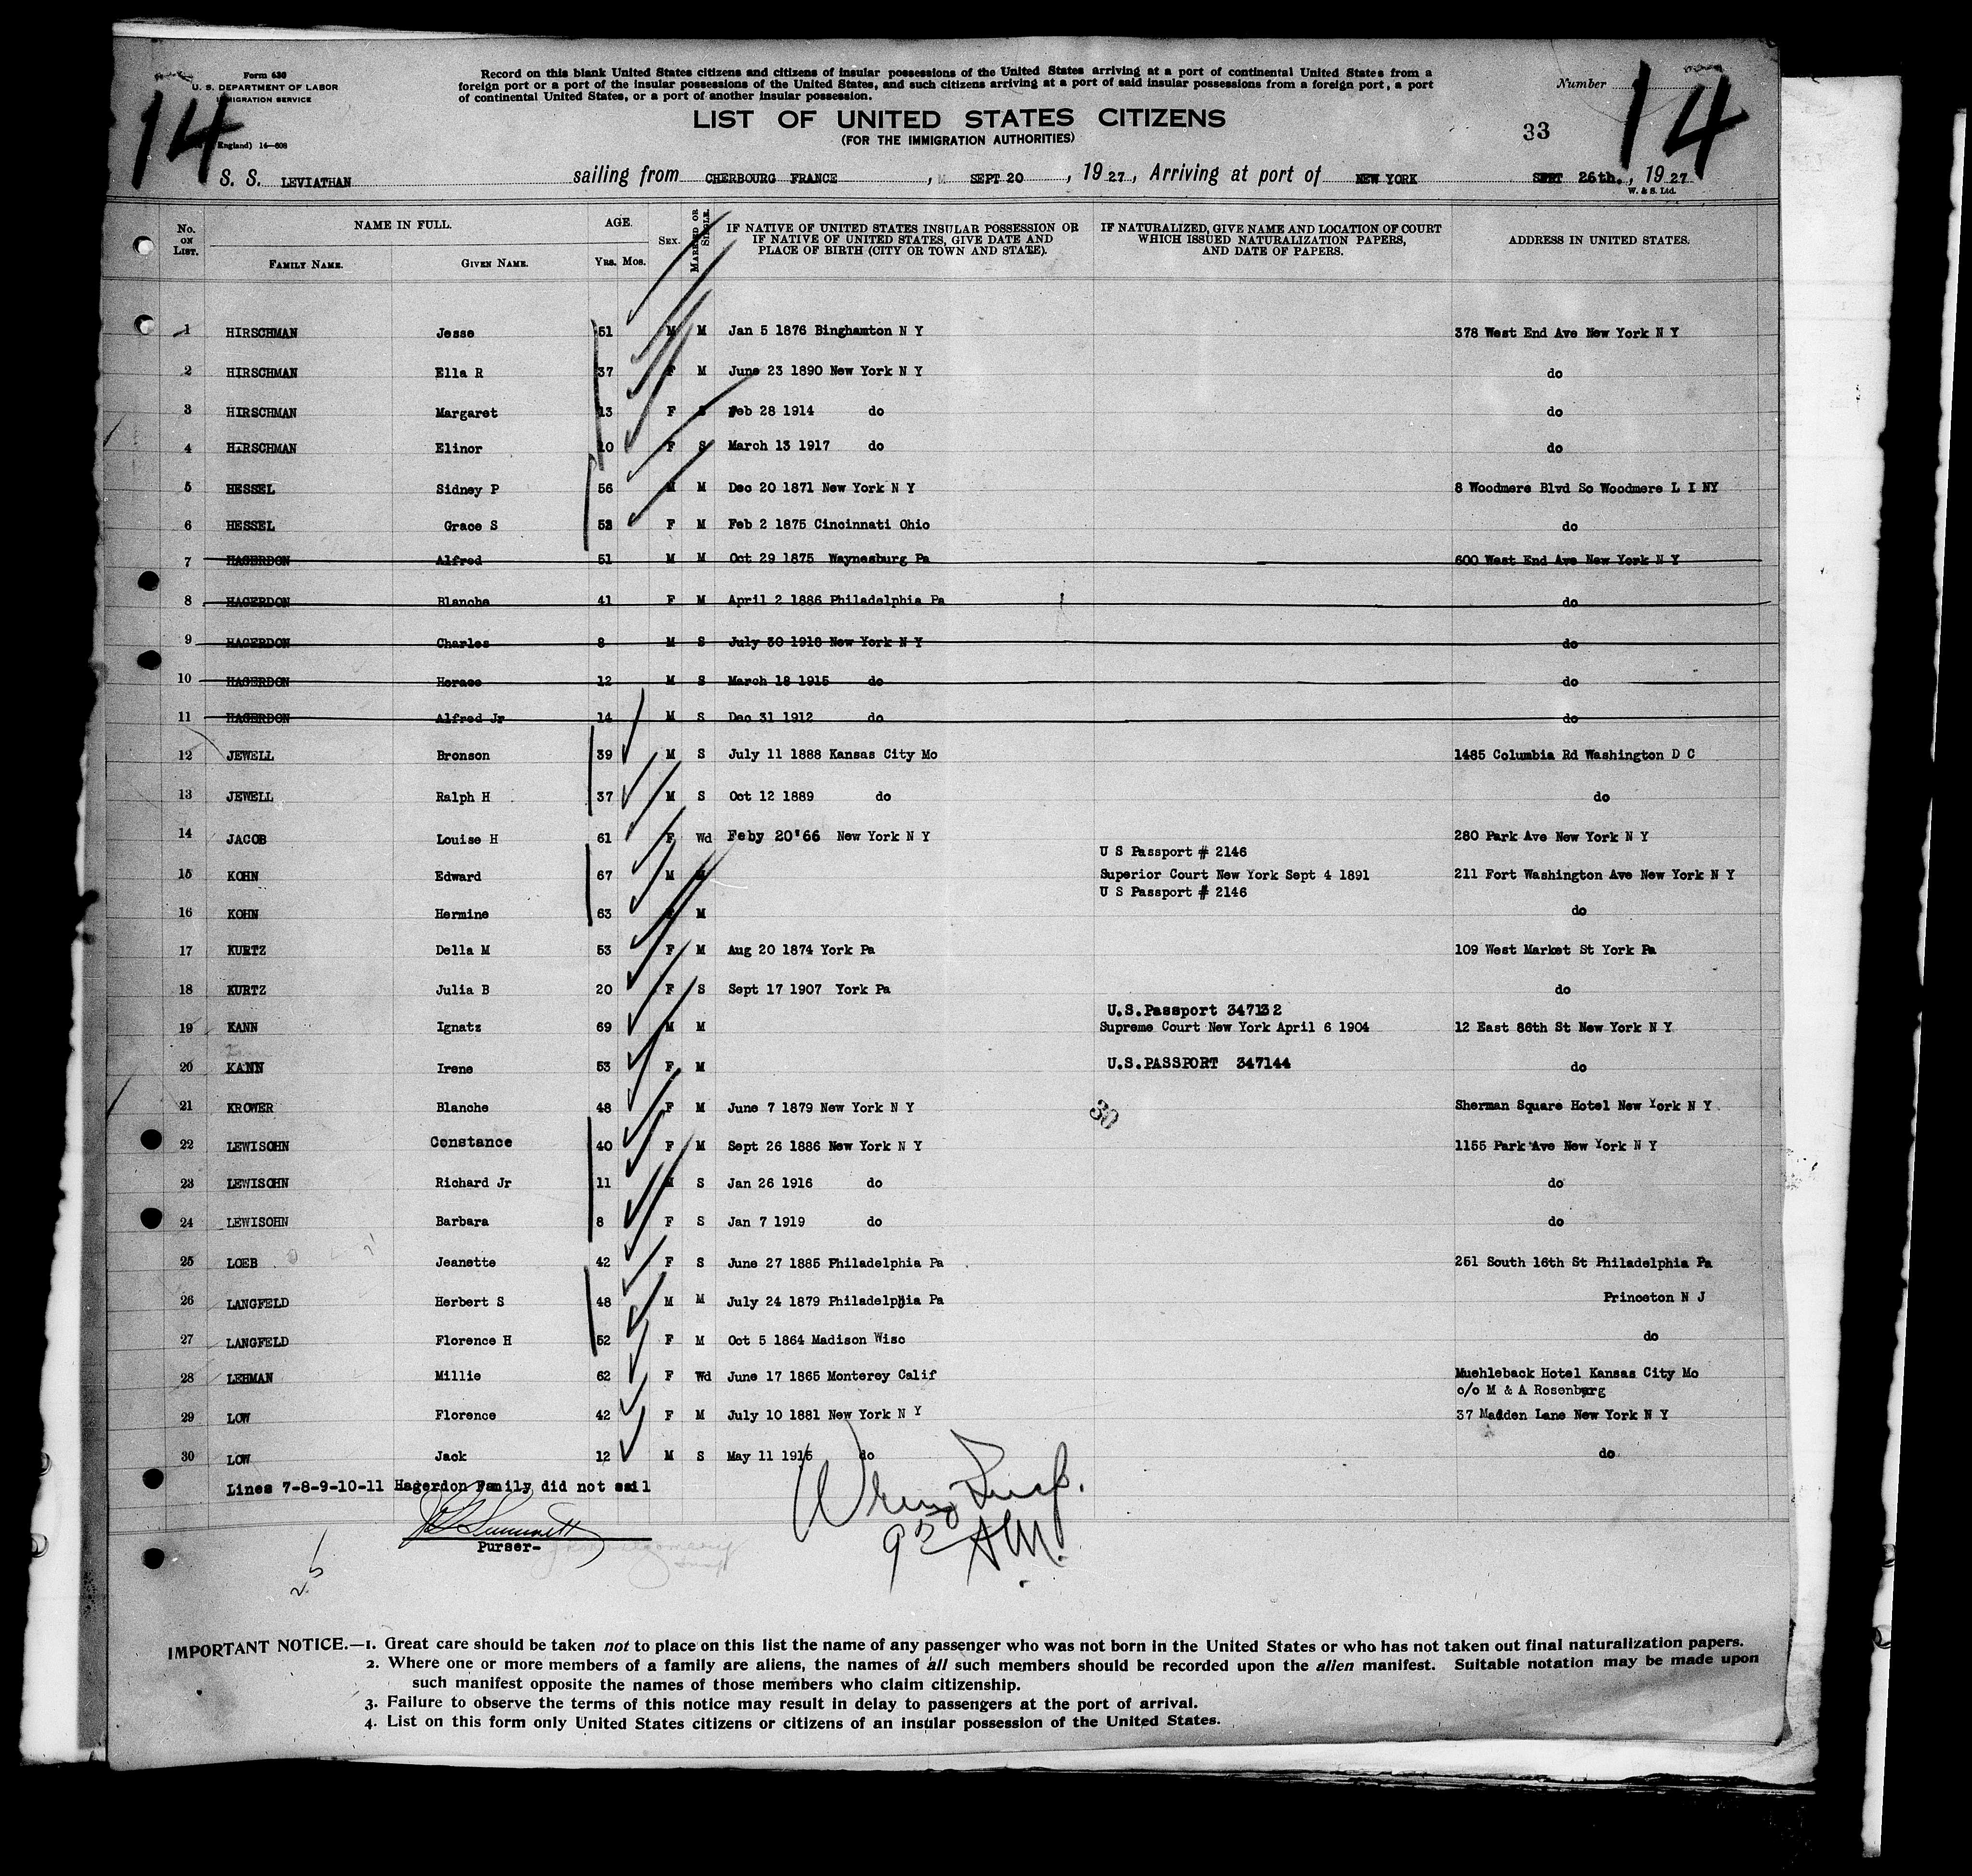 Form 630
U. S. DEPARTMENT OF LABOR
IMMIGRATION SERVICE
England) 14—608
14
Record on this blank United States citizens and citizens of insular possessions of the United States arriving at a port of continental United States from a
foreign port or a port of the insular possessions of the United States, and such citizens arriving at a port of said insular possessions from a foreign port, a port
of continental United States, or a port of another insular possession.
Number
14
LIST OF UNITED STATES CITIZENS
(FOR THE IMMIGRATION AUTHORITIES)
33
S. S. LEVIATHAN sailing from CHERBOURG FRANCE, SEPT 20, 1927, Arriving at port of NEW YORK SEPT 26th., 1927
W. & S. Ltd.
No. ON LIST. NAME IN FULL. FAMILY NAME. GIVEN NAME. AGE. YRS. MOS. SEX. MARRIED OR SINGLE. IF NATIVE OF UNITED STATES INSULAR POSSESSION OR IF NATIVE OF UNITED STATES, GIVE DATE AND PLACE OF BIRTH (CITY OR TOWN AND STATE). IF NATURALIZED, GIVE NAME AND LOCATION OF COURT WHICH ISSUED NATURALIZATION PAPERS, AND DATE OF PAPERS. ADDRESS IN UNITED STATES.
1 HIRSCHMAN Jesse 51 M M Jan 5 1876 Binghamton N Y 378 West End Ave New York N Y
2 HIRSCHMAN Ella R 37 F M June 23 1890 New York N Y do
3 HIRSCHMAN Margaret 13 F S Feb 28 1914 do do
4 HIRSCHMAN Elinor 10 F S March 13 1917 do do
5 HESSEL Sidney P 56 M M Dec 20 1871 New York N Y 8 Woodmere Blvd So Woodmere L I NY
6 HESSEL Grace S 52 F M Feb 2 1875 Cincinnati Ohio do
7 HAGERDON Alfred 51 M M Oct 29 1875 Waynesburg Pa 600 West End Ave New York N Y
8 HAGERDON Blanche 41 F M April 2 1886 Philadelphia Pa do
9 HAGERDON Charles 8 M S July 30 1918 New York N Y do
10 HAGERDON Horace 12 M S March 18 1915 do do
11 HAGERDON Alfred Jr 14 M S Dec 31 1912 do do
12 JEWELL Bronson 39 M S July 11 1888 Kansas City Mo 1485 Columbia Rd Washington D C
13 JEWELL Ralph H 37 M S Oct 12 1889 do do
14 JACOB Louise H 61 F Wd Feby 20'66 New York N Y 280 Park Ave New York N Y
U S Passport # 2146
15 KOHN Edward 67 M M Superior Court New York Sept 4 1891 211 Fort Washington Ave New York N Y
U S Passport # 2146
16 KOHN Hermine 63 F M do
17 KURTZ Della M 53 F M Aug 20 1874 York Pa 109 West Market St York Pa
18 KURTZ Julia B 20 F S Sept 17 1907 York Pa do
U.S.Passport 347132
19 KANN Ignatz 69 M M Supreme Court New York April 6 1904 12 East 86th St New York N Y
20 KANN Irene 53 F M U.S.PASSPORT 347144 do
21 KROWER Blanche 48 F M June 7 1879 New York N Y 30 Sherman Square Hotel New York N Y
22 LEWISOHN Constance 40 F M Sept 26 1886 New York N Y 1155 Park Ave New York N Y
23 LEWISOHN Richard Jr 11 M S Jan 26 1916 do do
24 LEWISOHN Barbara 8 F S Jan 7 1919 do do
25 LOEB Jeanette 42 F S June 27 1885 Philadelphia Pa 251 South 16th St Philadelphia Pa
26 LANGFELD Herbert S 48 M M July 24 1879 Philadelphia Pa Princeton N J
27 LANGFELD Florence H 52 F M Oct 5 1864 Madison Wisc do
28 LEHMAN Millie 62 F Wd June 17 1865 Monterey Calif Muehleback Hotel Kansas City Mo
c/o M & A Rosenberg
29 LOW Florence 42 F M July 10 1881 New York N Y 37 Madden Lane New York N Y
30 LOW Jack 12 M S May 11 1915 do do
Lines 7-8-9-10-11 Hagerdon Family did not sail
Purser-
IMPORTANT NOTICE.—1. Great care should be taken not to place on this list the name of any passenger who was not born in the United States or who has not taken out final naturalization papers.
2. Where one or more members of a family are aliens, the names of all such members should be recorded upon the alien manifest. Suitable notation may be made upon
such manifest opposite the names of those members who claim citizenship.
3. Failure to observe the terms of this notice may result in delay to passengers at the port of arrival.
4. List on this form only United States citizens or citizens of an insular possession of the United States.